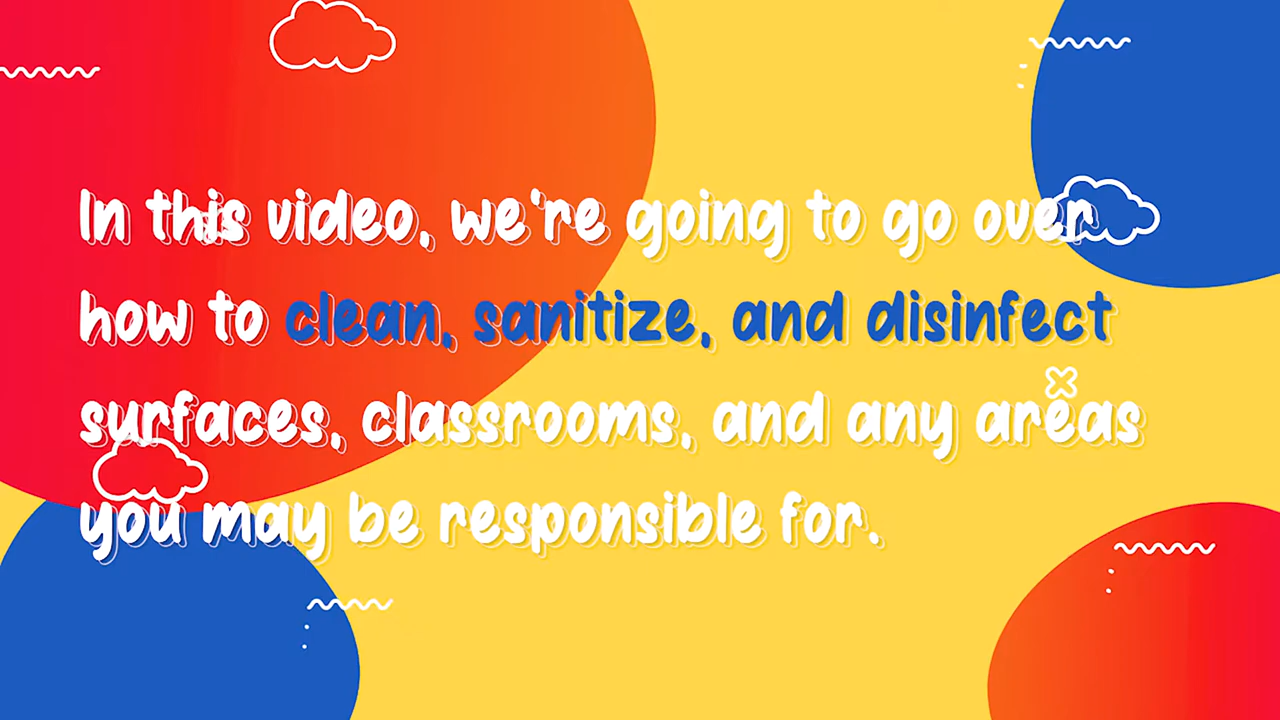 In this video, we're going to go over
how to clean, sanitize, and disinfect
surfaces, classrooms, and any areas
you may be responsible for.